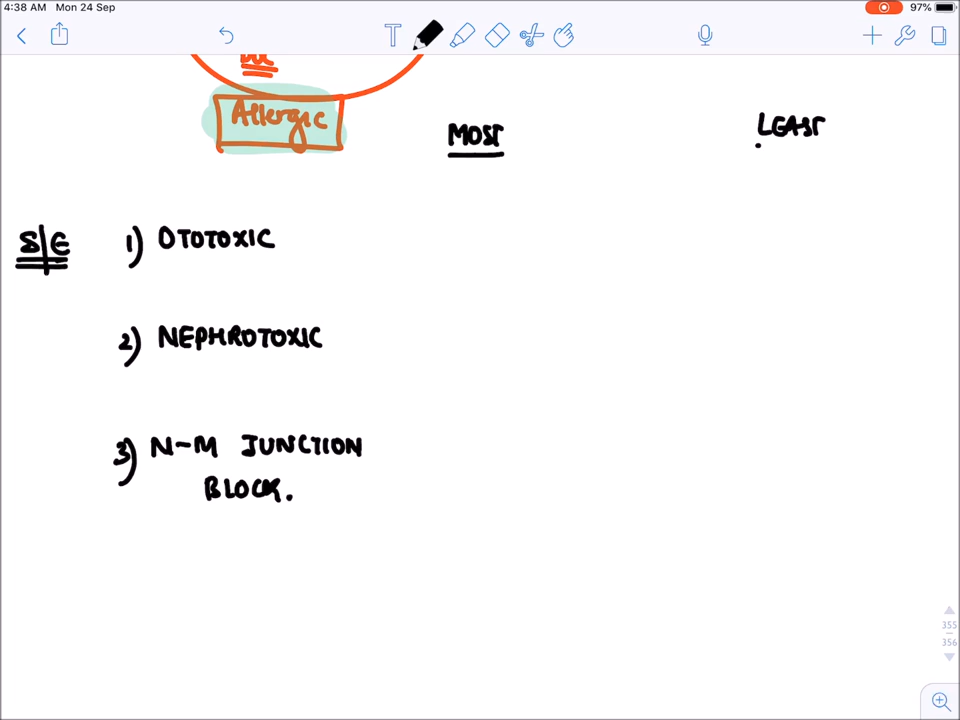 4:38 AM Mon 24 Sep 97%
T
Allergic
MOST LEAST
S/E 1) OTOTOXIC
2) NEPHROTOXIC
3) N-M JUNCTION
BLOCK.
355
356